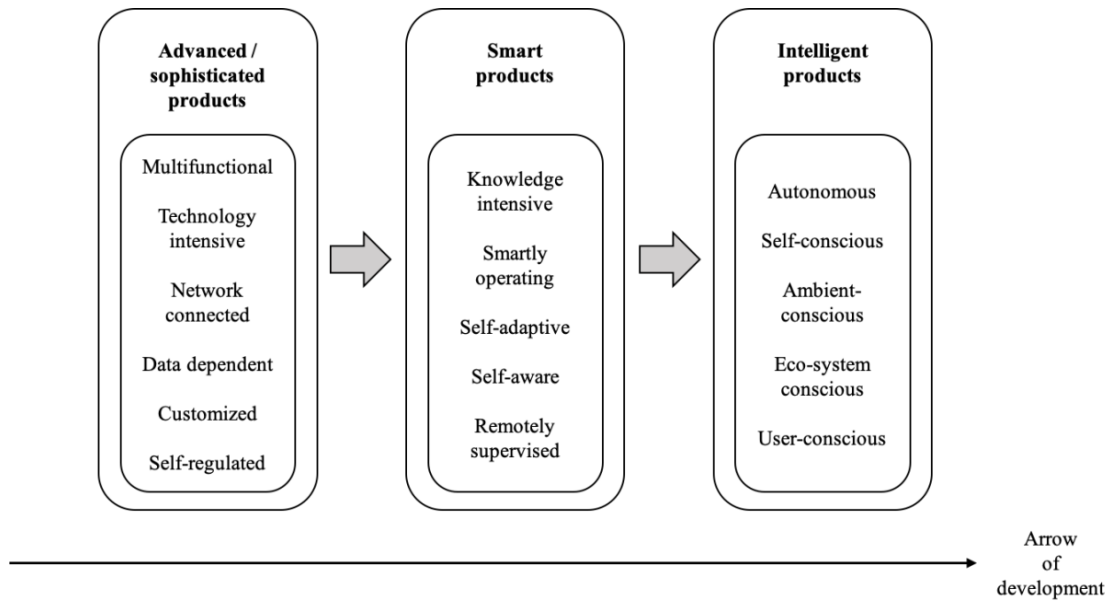 Advanced /
sophisticated
products
Multifunctional
Technology
intensive
Network
connected
Data dependent
Customized
Self-regulated
Smart
products
Knowledge
intensive
Smartly
operating
Self-adaptive
Self-aware
Remotely
supervised
Intelligent
products
Autonomous
Self-conscious
Ambient-
conscious
Eco-system
conscious
User-conscious
Arrow
of
development